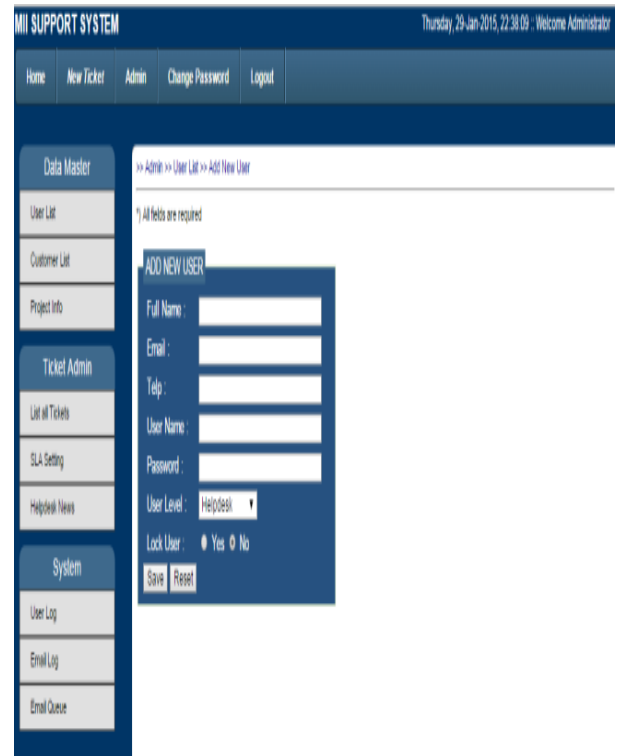 MII SUPPORT SYSTEM
Thursday, 29-Jan-2015, 22:38:09 :: Welcome Administrator
Home New Ticket Admin Change Password Logout
Data Master
User List
Customer List
Project Info
Ticket Admin
List all Tickets
SLA Setting
Helpdesk News
System
User Log
Email Log
Email Queue
>> Admin >> User List >> Add New User
*) All fields are required
ADD NEW USER
Full Name :
Email :
Telp :
User Name :
Password :
User Level : Helpdesk
Lock User : Yes No
Save Reset